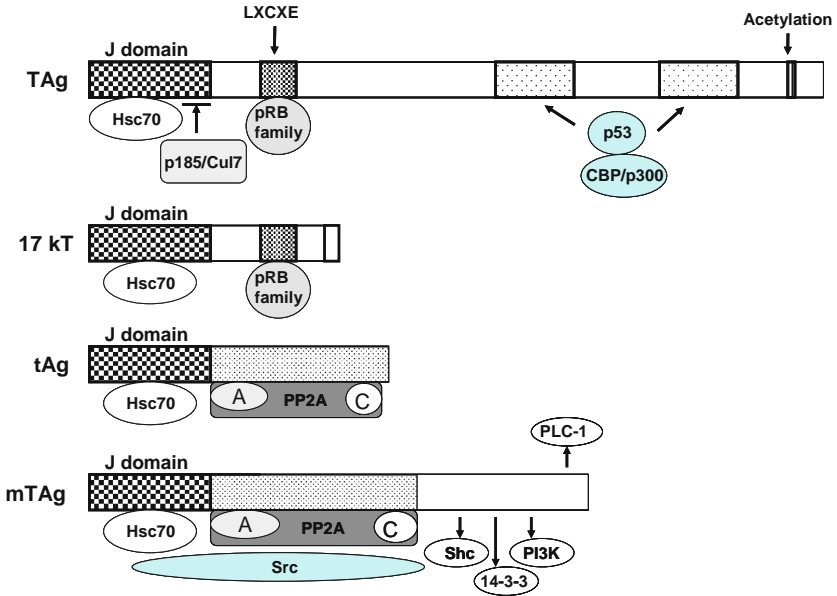 LXCXE
Acetylation
J domain
TAg
Hsc70
pRB
family
p53
p185/Cul7
CBP/p300
J domain
17 kT
Hsc70
pRB
family
J domain
tAg
Hsc70
A
PP2A
C
PLC-1
J domain
mTAg
Hsc70
A
PP2A
C
Shc
PI3K
Src
14-3-3